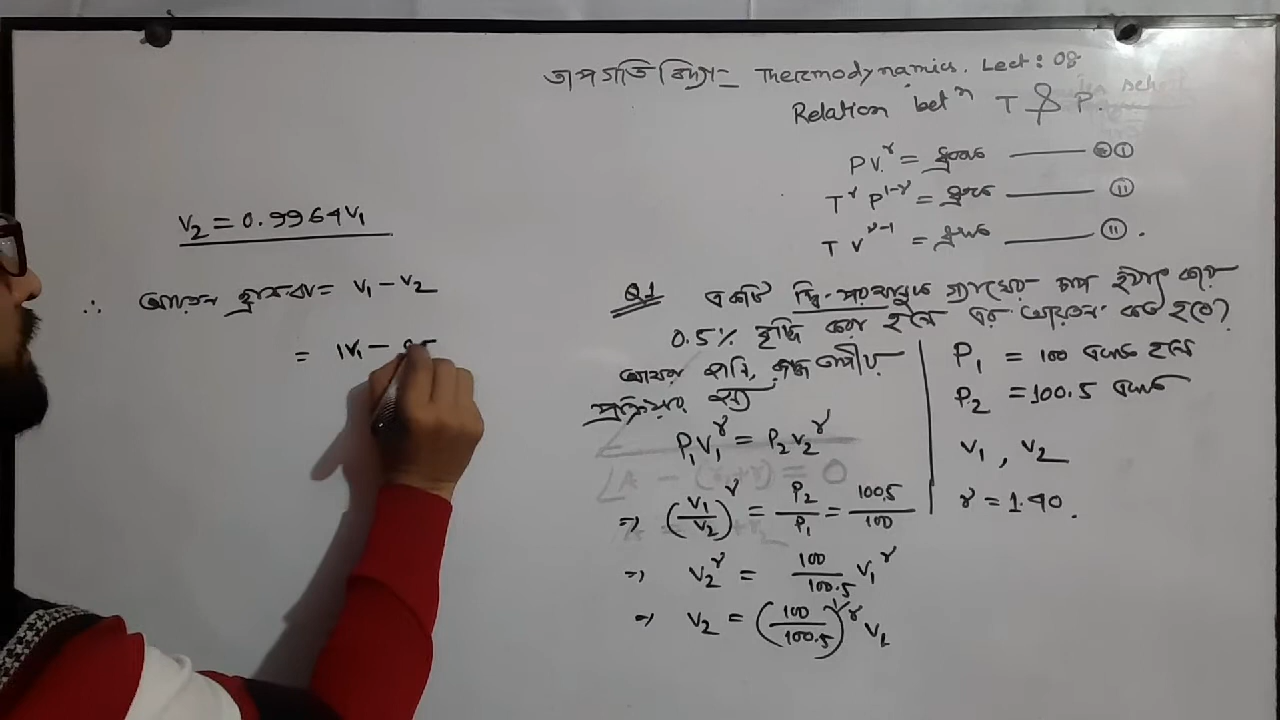 তাপগতি বিদ্যা- Thermodynamics. Lect: 08
Relation betⁿ T & P.
PV^γ = ধ্রুবক ——— (I)
T^γ P^(1-γ) = ধ্রুবক ——— (II)
T V^(γ-1) = ধ্রুবক ——— (II).
Q.1 একটি দ্বি-পরমাণুক গ্যাসের চাপ হঠাৎ করে
0.5% বৃদ্ধি করা হলে এর আয়তন কত হবে?
আমরা জানি, রুদ্ধতাপীয়
প্রক্রিয়ায়
P₁V₁^γ = P₂V₂^γ
⇒ (V₁/V₂)^γ = P₂/P₁ = 100.5/100
⇒ V₂^γ = 100/100.5 V₁^γ
⇒ V₂ = (100/100.5)^(1/γ) V₁
P₁ = 100 একক হলে
P₂ = 100.5 একক
V₁, V₂
γ = 1.40.
V₂ = 0.9964V₁
∴ আয়তন = V₁ - V₂
= 1V₁ -